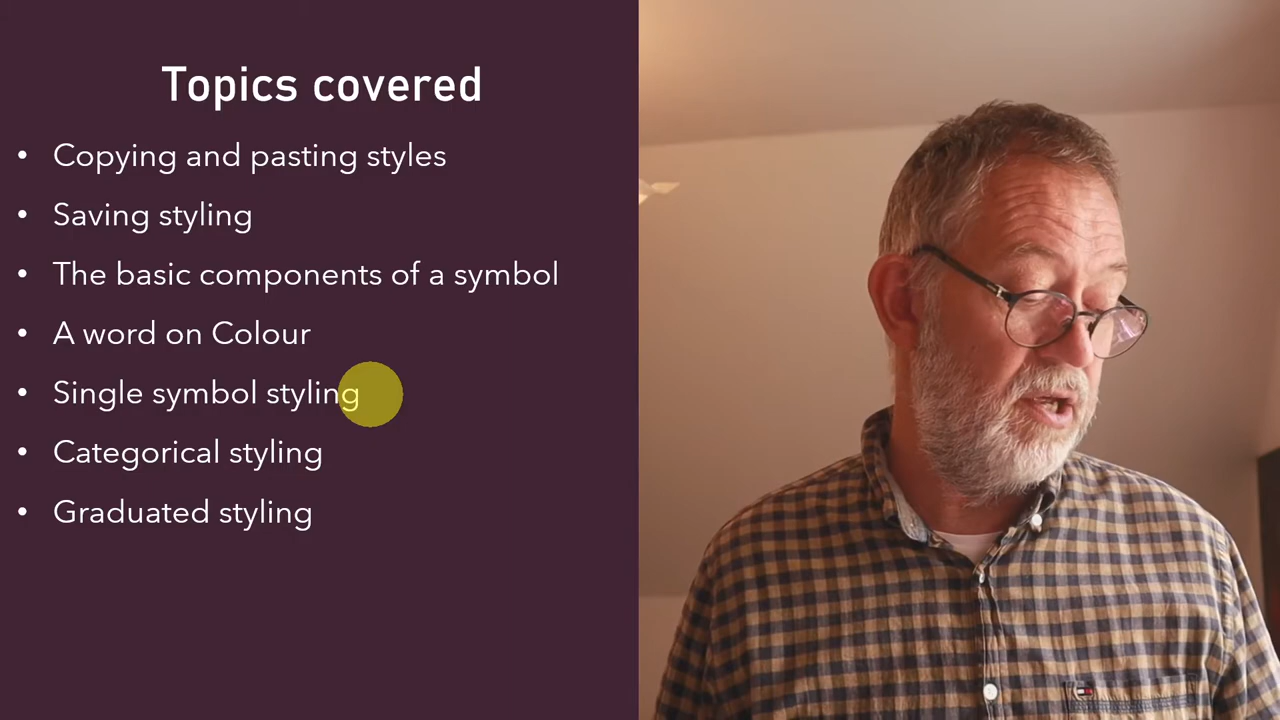 Topics covered
• Copying and pasting styles
• Saving styling
• The basic components of a symbol
• A word on Colour
• Single symbol styling
• Categorical styling
• Graduated styling